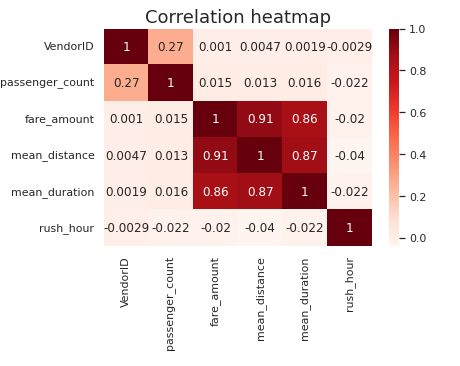 Correlation heatmap
VendorID 1 0.27 0.001 0.0047 0.0019 -0.0029
passenger_count 0.27 1 0.015 0.013 0.016 -0.022
fare_amount 0.001 0.015 1 0.91 0.86 -0.02
mean_distance 0.0047 0.013 0.91 1 0.87 -0.04
mean_duration 0.0019 0.016 0.86 0.87 1 -0.022
rush_hour -0.0029 -0.022 -0.02 -0.04 -0.022 1
VendorID
passenger_count
fare_amount
mean_distance
mean_duration
rush_hour
1.0
0.8
0.6
0.4
0.2
0.0